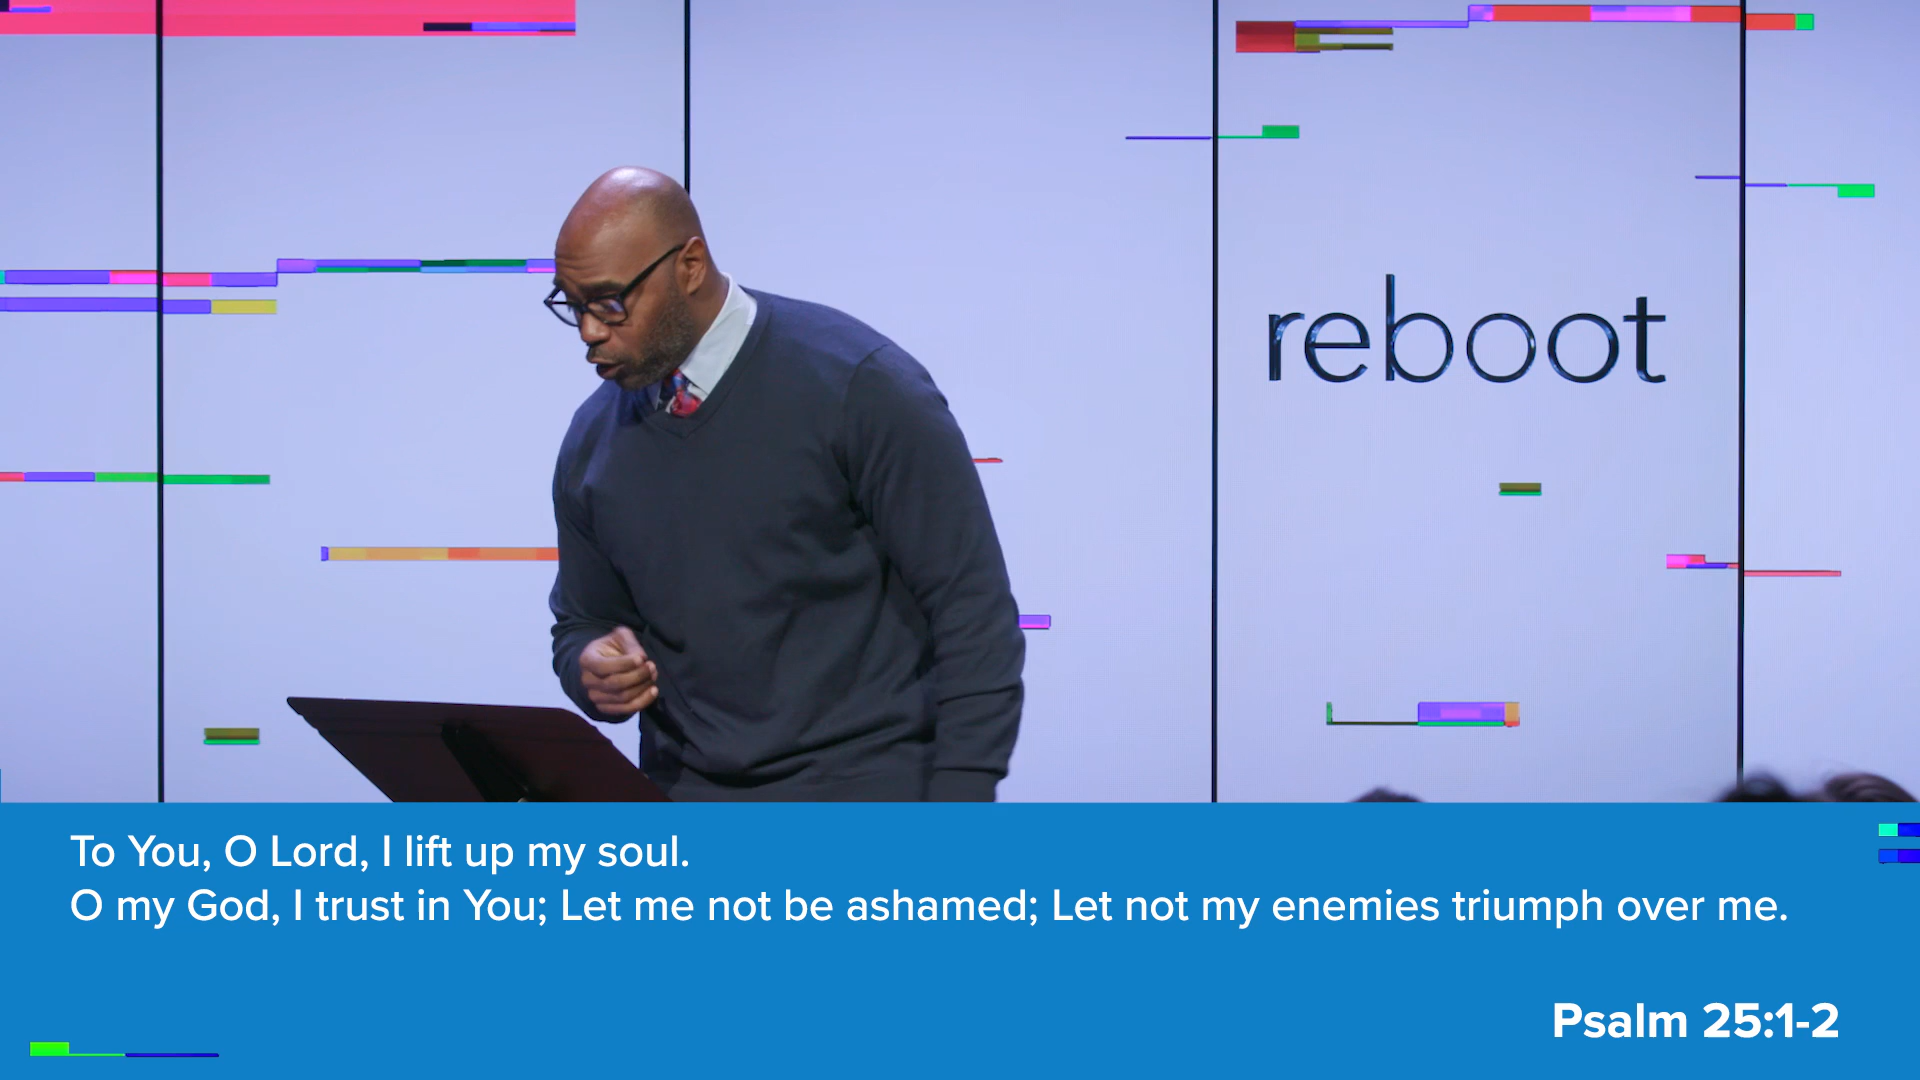 reboot
To You, O Lord, I lift up my soul.
O my God, I trust in You; Let me not be ashamed; Let not my enemies triumph over me.
Psalm 25:1-2